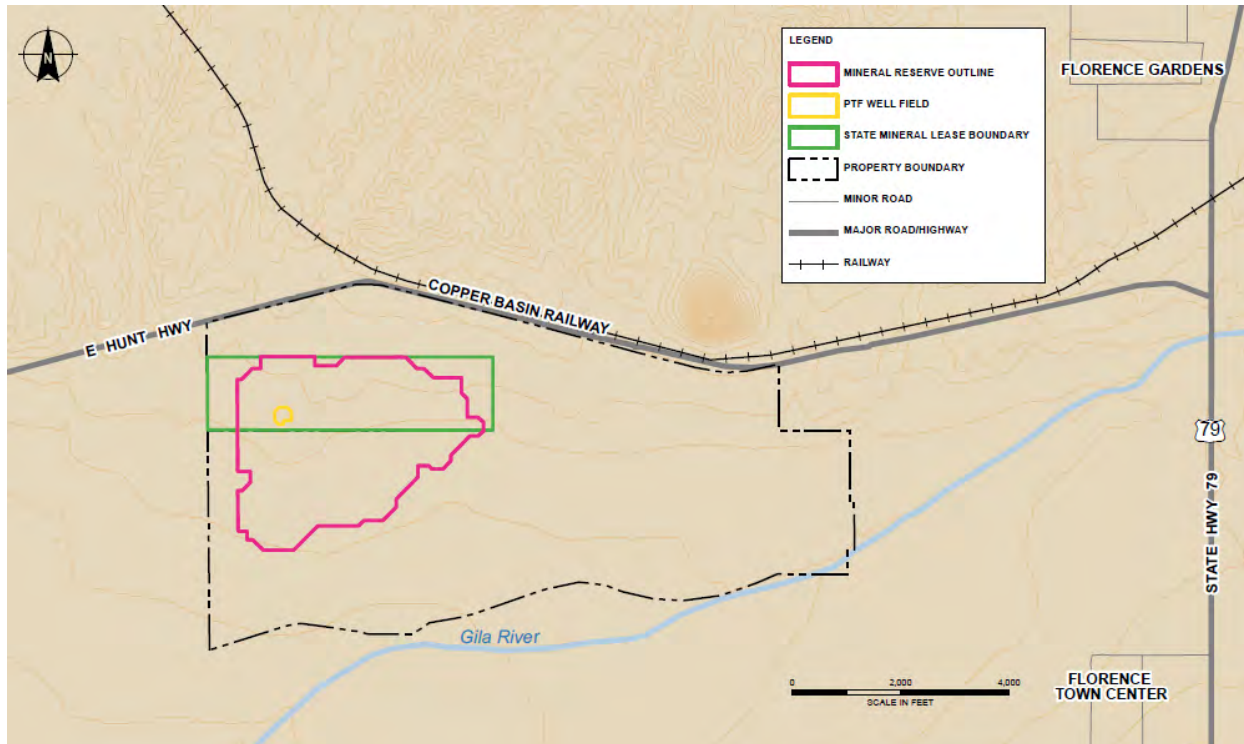 N
LEGEND
MINERAL RESERVE OUTLINE
PTF WELL FIELD
STATE MINERAL LEASE BOUNDARY
PROPERTY BOUNDARY
MINOR ROAD
MAJOR ROAD/HIGHWAY
RAILWAY
FLORENCE GARDENS
COPPER BASIN RAILWAY
E HUNT HWY
79
STATE HWY 79
Gila River
0 2,000 4,000
SCALE IN FEET
FLORENCE
TOWN CENTER